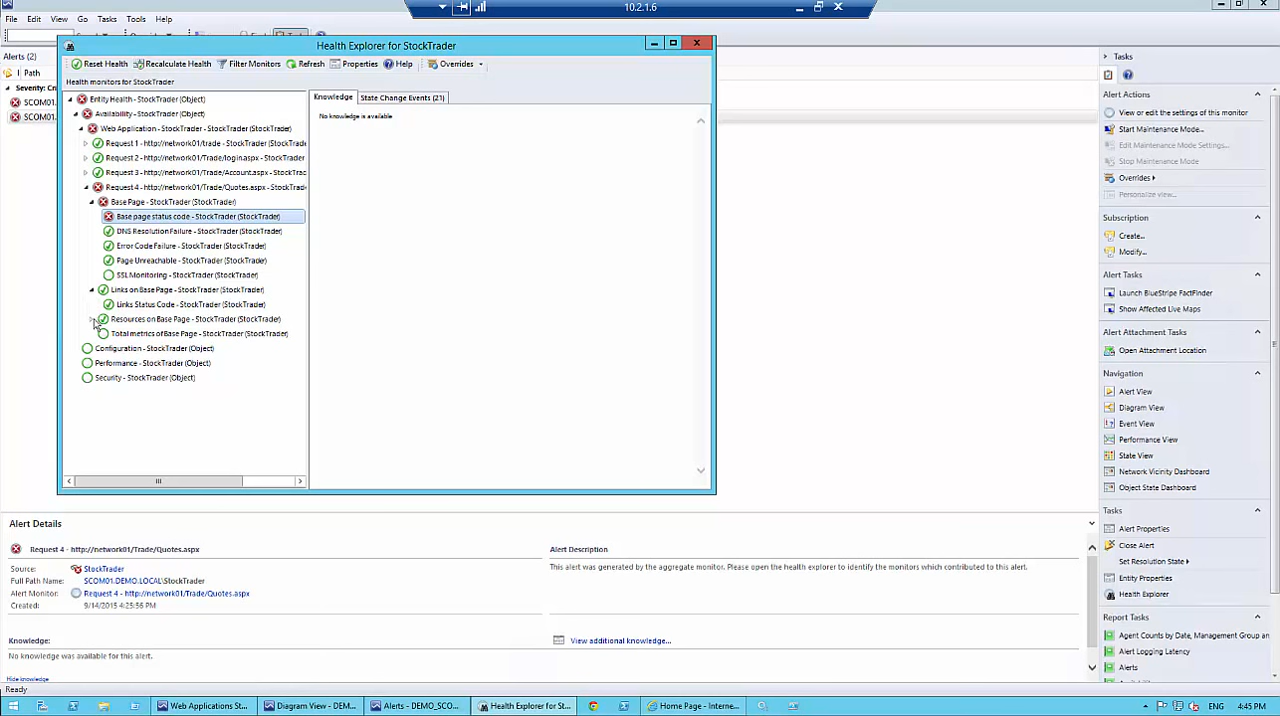 10.2.1.6
File Edit View Go Tasks Tools Help
Alerts (2)
Path
Severity: Cri
SCOM01.
SCOM01.
Health Explorer for StockTrader
Reset Health Recalculate Health Filter Monitors Refresh Properties Help Overrides
Health monitors for StockTrader
Entity Health - StockTrader (Object)
Availability - StockTrader (Object)
Web Application - StockTrader - StockTrader (StockTrader)
Request 1 - http://network01/trade - StockTrader (StockTrade
Request 2 - http://network01/Trade/login.aspx - StockTrader
Request 3 - http://network01/Trade/Account.aspx - StockTrac
Request 4 - http://network01/Trade/Quotes.aspx - StockTrade
Base Page - StockTrader (StockTrader)
Base page status code - StockTrader (StockTrader)
DNS Resolution Failure - StockTrader (StockTrader)
Error Code Failure - StockTrader (StockTrader)
Page Unreachable - StockTrader (StockTrader)
SSL Monitoring - StockTrader (StockTrader)
Links on Base Page - StockTrader (StockTrader)
Links Status Code - StockTrader (StockTrader)
Resources on Base Page - StockTrader (StockTrader)
Total metrics of Base Page - StockTrader (StockTrader)
Configuration - StockTrader (Object)
Performance - StockTrader (Object)
Security - StockTrader (Object)
Knowledge State Change Events (21)
No knowledge is available
Tasks
Alert Actions
View or edit the settings of this monitor
Start Maintenance Mode...
Edit Maintenance Mode Settings...
Stop Maintenance Mode
Overrides
Personalize view...
Subscription
Create...
Modify...
Alert Tasks
Launch BlueStripe FactFinder
Show Affected Live Maps
Alert Attachment Tasks
Open Attachment Location
Navigation
Alert View
Diagram View
Event View
Performance View
State View
Network Vicinity Dashboard
Object State Dashboard
Tasks
Alert Properties
Close Alert
Set Resolution State
Entity Properties
Health Explorer
Report Tasks
Agent Counts by Date, Management Group an
Alert Logging Latency
Alerts
Alert Details
Request 4 - http://network01/Trade/Quotes.aspx
Source: StockTrader
Full Path Name: SCOM01.DEMO.LOCAL\StockTrader
Alert Monitor: Request 4 - http://network01/Trade/Quotes.aspx
Created: 9/14/2015 4:25:56 PM
Alert Description
This alert was generated by the aggregate monitor. Please open the health explorer to identify the monitors which contributed to this alert.
Knowledge:
View additional knowledge...
No knowledge was available for this alert.
Hide knowledge
Ready
Web Applications St... Diagram View - DEM... Alerts - DEMO_SCO... Health Explorer for St... Home Page - Interne... 4:45 PM